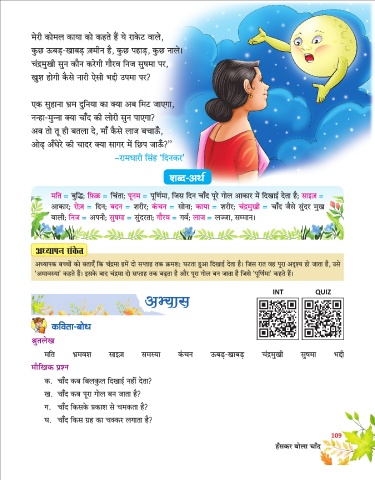 मेरी कोमल काया को कहते हैं ये राकेट वाले,
कुछ ऊबड़-खाबड़ ज़मीन है, कुछ पहाड़, कुछ नाले।
चंद्रमुखी सुन कौन करेगी गौरव निज सुषमा पर,
खुश होगी कैसे नारी ऐसी भद्दी उपमा पर?
एक सुहाना भ्रम दुनिया का क्या अब मिट जाएगा,
नन्हा-मुन्ना क्या चाँद की लोरी सुन पाएगा?
अब तो तू ही बतला दे, माँ कैसे लाज बचाऊँ,
ओढ़ अँधेरे की चादर क्या सागर में छिप जाऊँ?”
–रामधारी सिंह ‘दिनकर’
शब्द-अर्थ
मति = बुद्धि; फ़िक्र = चिंता; पूनम = पूर्णिमा, जिस दिन चाँद पूरे गोल आकार में दिखाई देता है; साइज़ =
आकार; रोज़ = दिन; बदन = शरीर; कंचन = सोना; काया = शरीर; चंद्रमुखी = चाँद जैसे सुंदर मुख
वाली; निज = अपनी; सुषमा = सुंदरता; गौरव = गर्व; लाज = लज्जा, सम्मान।
अध्यापन संकेत
अध्यापक बच्चों को बताएँ कि चंद्रमा हमें दो सप्ताह तक क्रमशः घटता हुआ दिखाई देता है। जिस रात वह पूरा अदृश्य हो जाता है, उसे
‘अमावस्या’ कहते हैं। इसके बाद चंद्रमा दो सप्ताह तक बढ़ता है और पूरा गोल बन जाता है जिसे ‘पूर्णिमा’ कहते हैं।
INT QUIZ
अभ्यास
कविता-बोध
श्रुतलेख
मति भ्रमवश साइज़ समस्या कंचन ऊबड़-खाबड़ चंद्रमुखी सुषमा भद्दी
मौखिक प्रश्न
क. चाँद कब बिलकुल दिखाई नहीं देता?
ख. चाँद कब पूरा गोल बन जाता है?
ग. चाँद किसके प्रकाश से चमकता है?
घ. चाँद किस ग्रह का चक्कर लगाता है?
109
हँसकर बोला चाँद